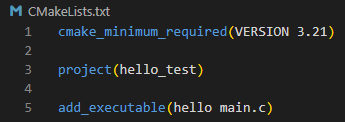 CMakeLists.txt
1 cmake_minimum_required(VERSION 3.21)
2
3 project(hello_test)
4
5 add_executable(hello main.c)